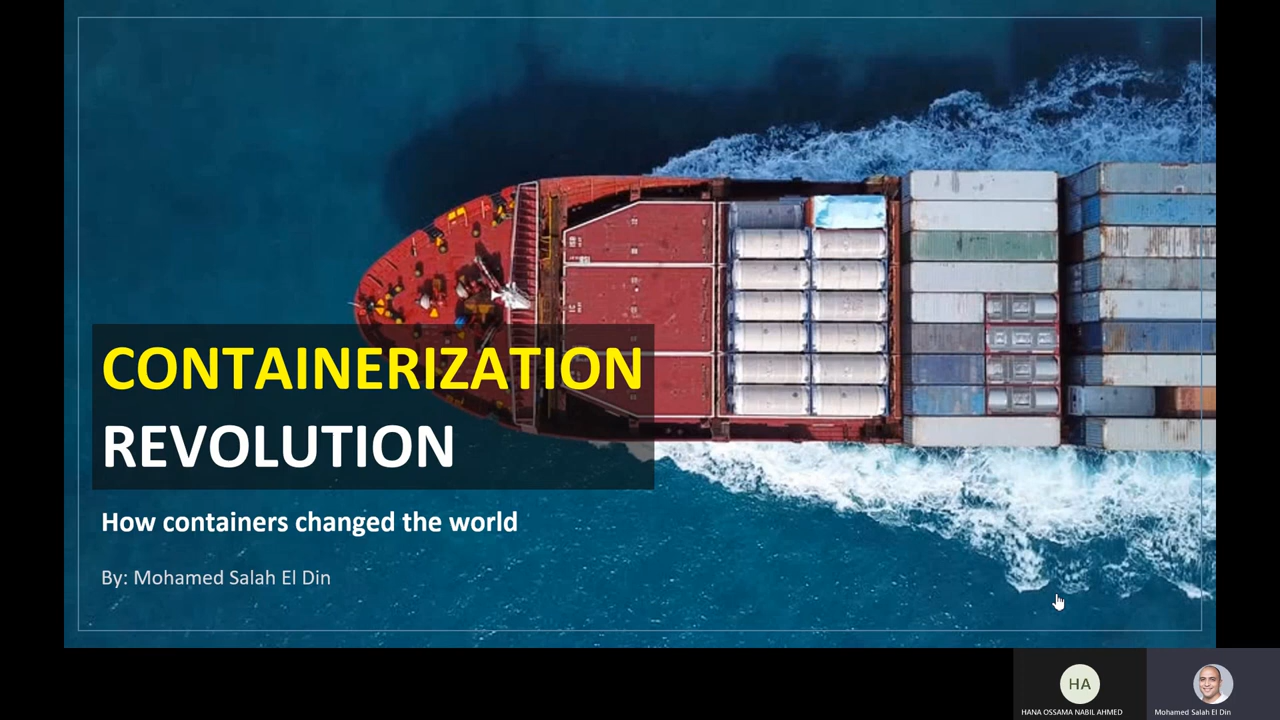 CONTAINERIZATION
REVOLUTION
How containers changed the world
By: Mohamed Salah El Din
HA
HANA OSSAMA NABIL AHMED
Mohamed Salah El Din